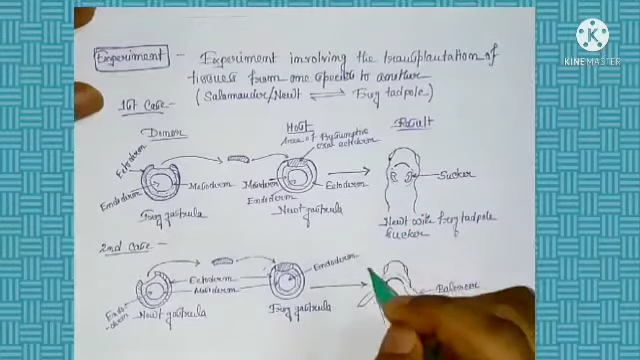 Experiment - Experiment involving the transplantation of
tissues from one species to another
(Salamander/Newt ⇌ Frog tadpole)
1st Case -
Donor Host Result
Area of Presumptive
oral ectoderm
Ectoderm
Mesoderm
Endoderm
Frog gastrula
Mesoderm
Ectoderm
Endoderm
Newt gastrula
Sucker
Newt with frog tadpole
Sucker
2nd Case -
Ectoderm
Mesoderm
Endo
-derm
Newt gastrula
Endoderm
Frog gastrula
Balancer
KINEMASTER